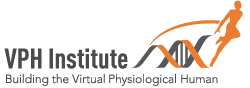 VPH Institute
Building the Virtual Physiological Human